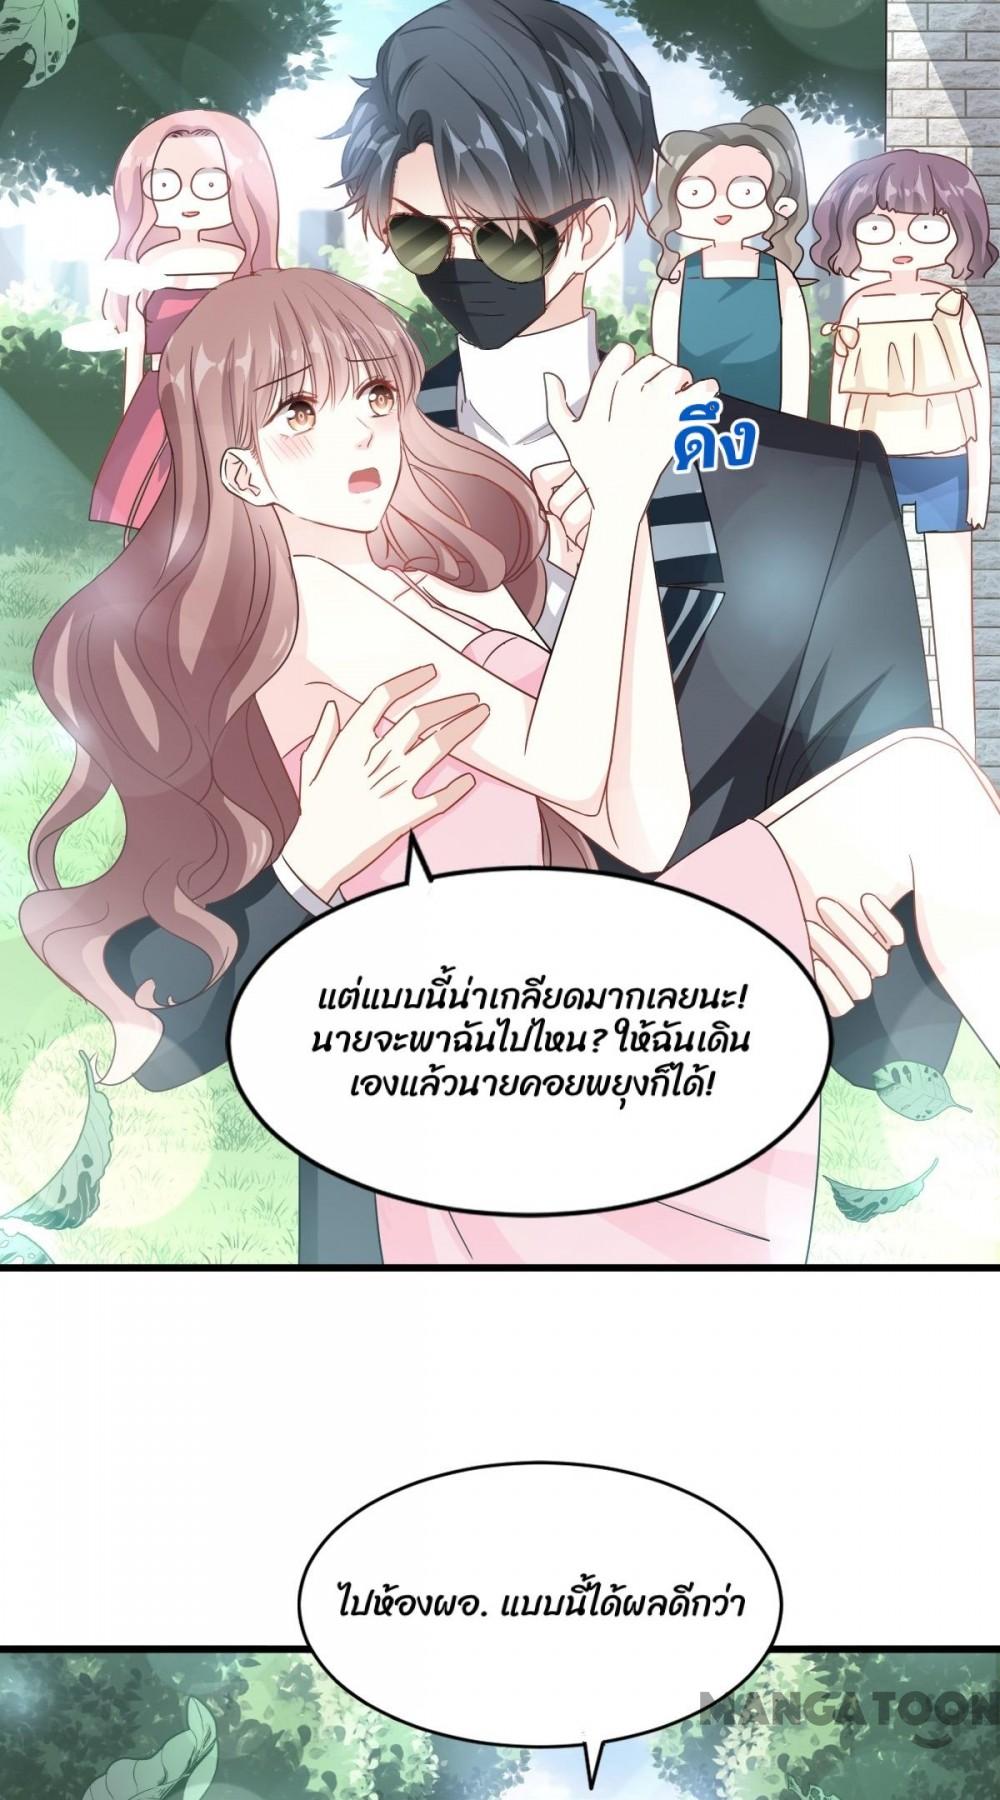 ดึง
แต่แบบนี้น่าเกลียดมากเลยนะ!
นายจะพาฉันไปไหน? ให้ฉันเดิน
เองแล้วนายคอยพยุงก็ได้!
ไปห้องผอ. แบบนี้ได้ผลดีกว่า
MANGATOON